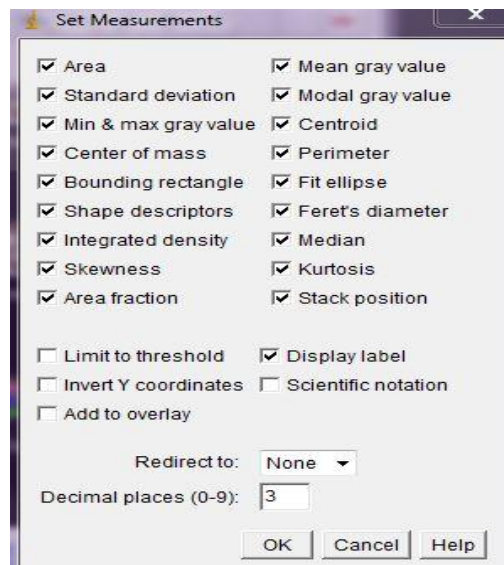 Set Measurements
Area Mean gray value
Standard deviation Modal gray value
Min & max gray value Centroid
Center of mass Perimeter
Bounding rectangle Fit ellipse
Shape descriptors Feret's diameter
Integrated density Median
Skewness Kurtosis
Area fraction Stack position
Limit to threshold Display label
Invert Y coordinates Scientific notation
Add to overlay
Redirect to: None
Decimal places (0-9): 3
OK Cancel Help